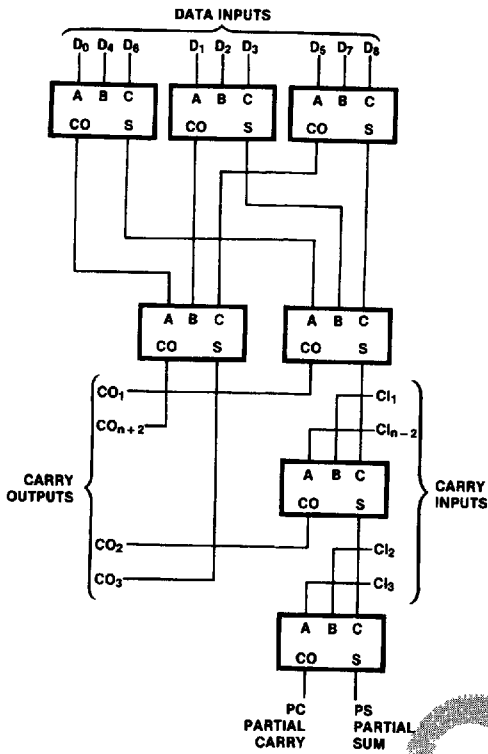 DATA INPUTS
D0 D4 D6 D1 D2 D3 D5 D7 D8
A B C A B C A B C
CO S CO S CO S
A B C A B C
CO S CO S
CO1 CI1
COn+2 CIn-2
A B C
CARRY OUTPUTS
CARRY INPUTS
CO S
CO2 CI2
CO3 CI3
A B C
CO S
PC PARTIAL CARRY
PS PARTIAL SUM